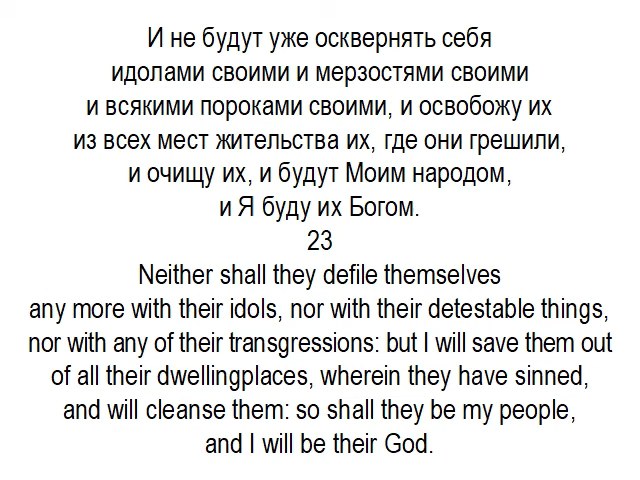 И не будут уже осквернять себя
идолами своими и мерзостями своими
и всякими пороками своими, и освобожу их
из всех мест жительства их, где они грешили,
и очищу их, и будут Моим народом,
и Я буду их Богом.
23
Neither shall they defile themselves
any more with their idols, nor with their detestable things,
nor with any of their transgressions: but I will save them out
of all their dwellingplaces, wherein they have sinned,
and will cleanse them: so shall they be my people,
and I will be their God.